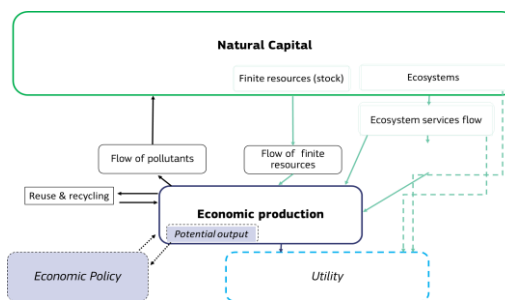 Natural Capital
Finite resources (stock)
Ecosystems
Ecosystem services flow
Flow of pollutants
Flow of finite
resources
Reuse & recycling
Economic production
Potential output
Economic Policy
Utility